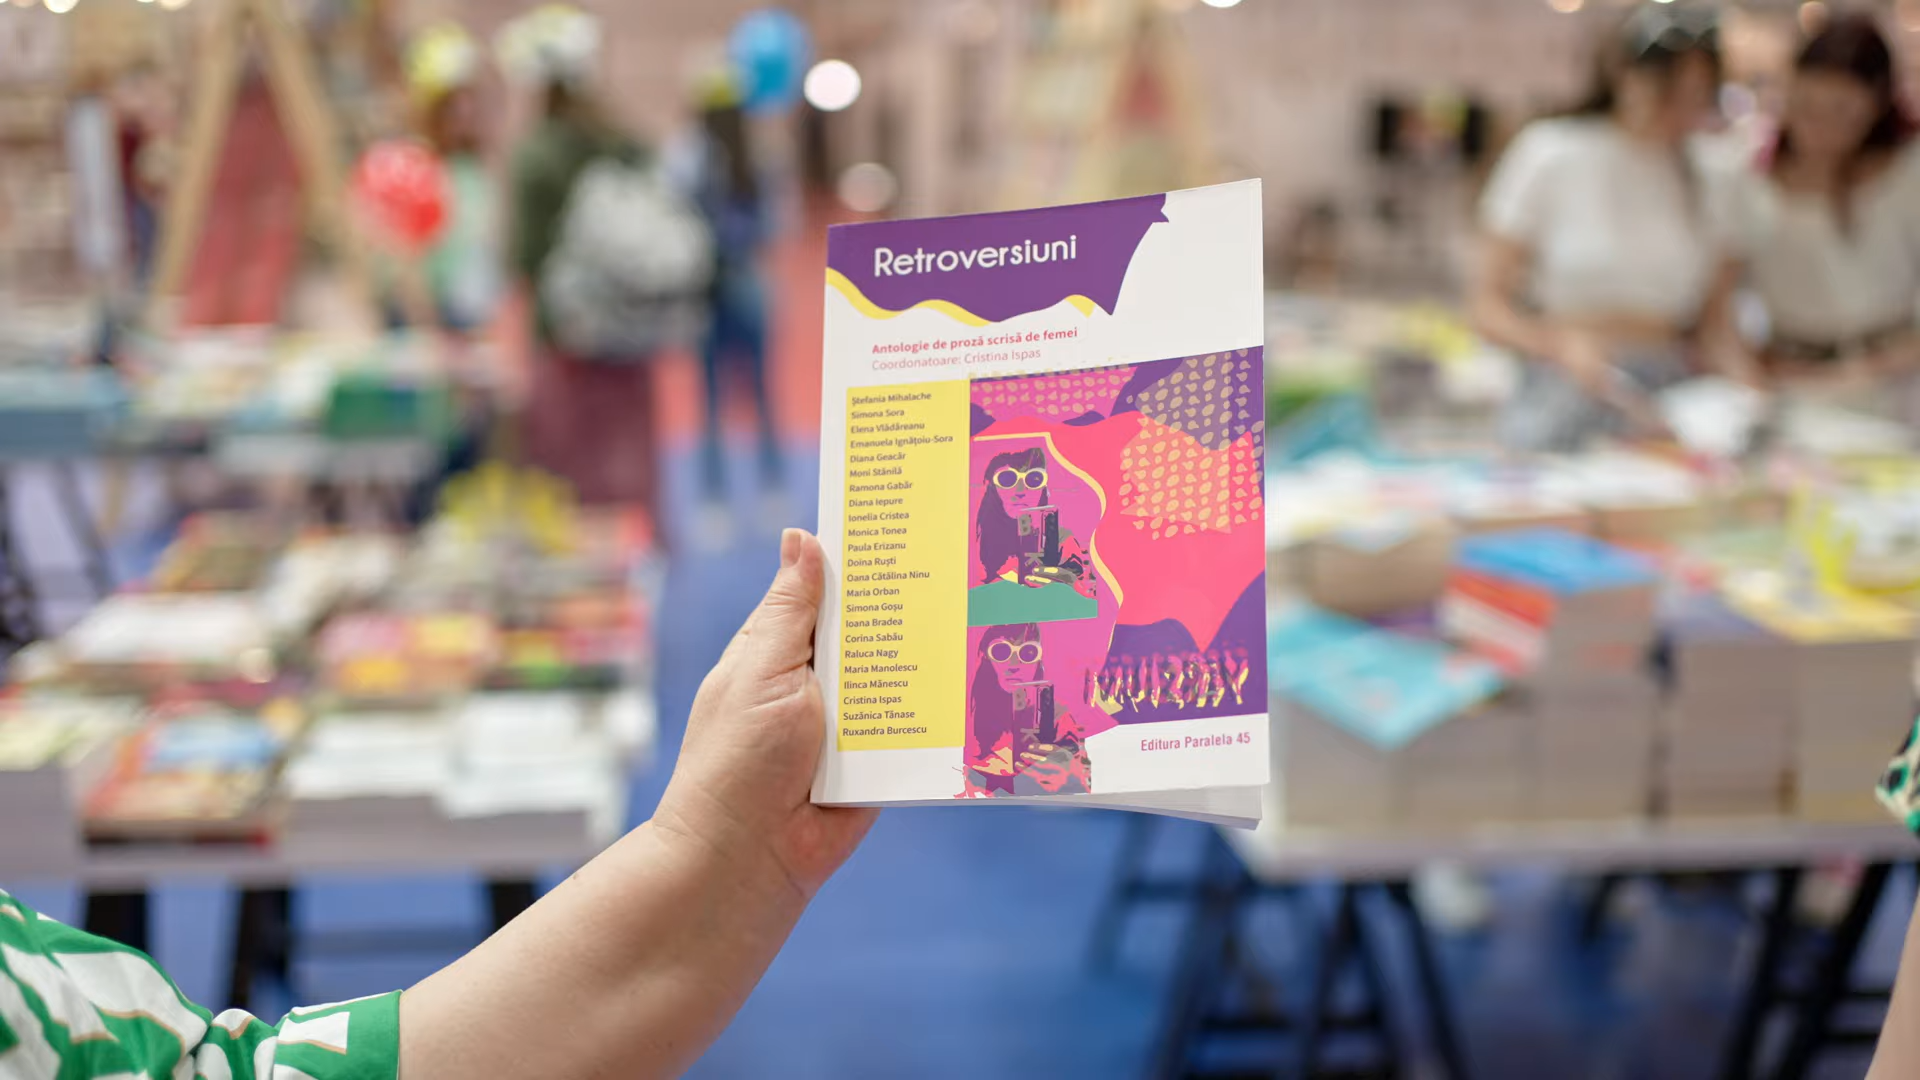 Retroversiuni
Antologie de proză scrisă de femei
Coordonatoare: Cristina Ispas
Ștefania Mihalache
Simona Sora
Elena Vlădăreanu
Emanuela Ignățoiu-Sora
Diana Geacăr
Moni Stănilă
Ramona Gabăr
Diana Iepure
Ionelia Cristea
Monica Tonea
Paula Erizanu
Doina Ruști
Oana Cătălina Ninu
Maria Orban
Simona Goșu
Ioana Bradea
Corina Sabău
Raluca Nagy
Maria Manolescu
Ilinca Mănescu
Cristina Ispas
Suzănica Tănase
Ruxandra Burcescu
Editura Paralela 45